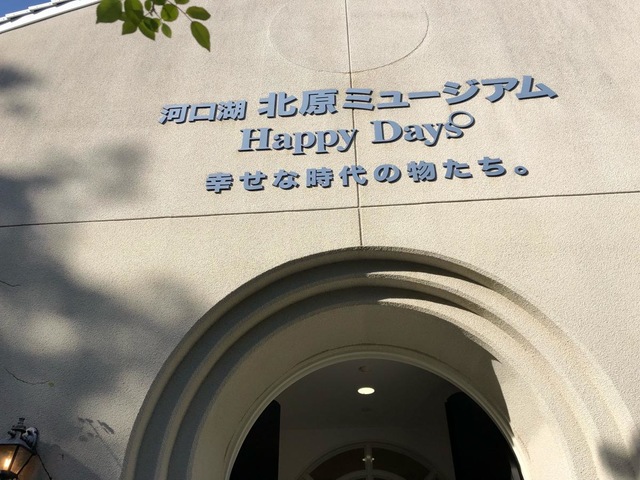 河口湖 北原ミュージアム
Happy Days
幸せな時代の物たち。